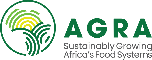 AGRA
Sustainably Growing
Africa's Food Systems